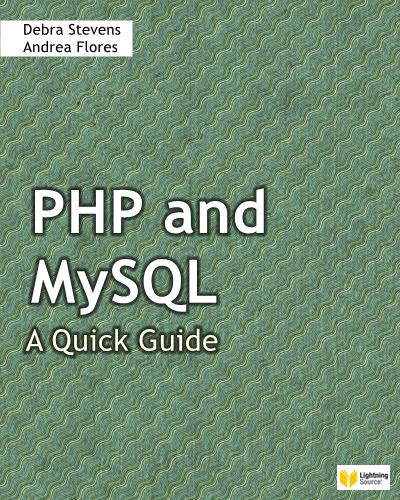 Debra Stevens
Andrea Flores
PHP and
MySQL
A Quick Guide
Lightning
Source®